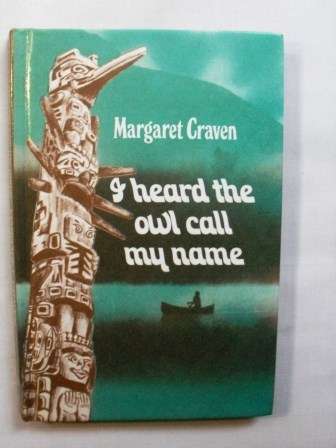 Margaret Craven
I heard the
owl call
my name